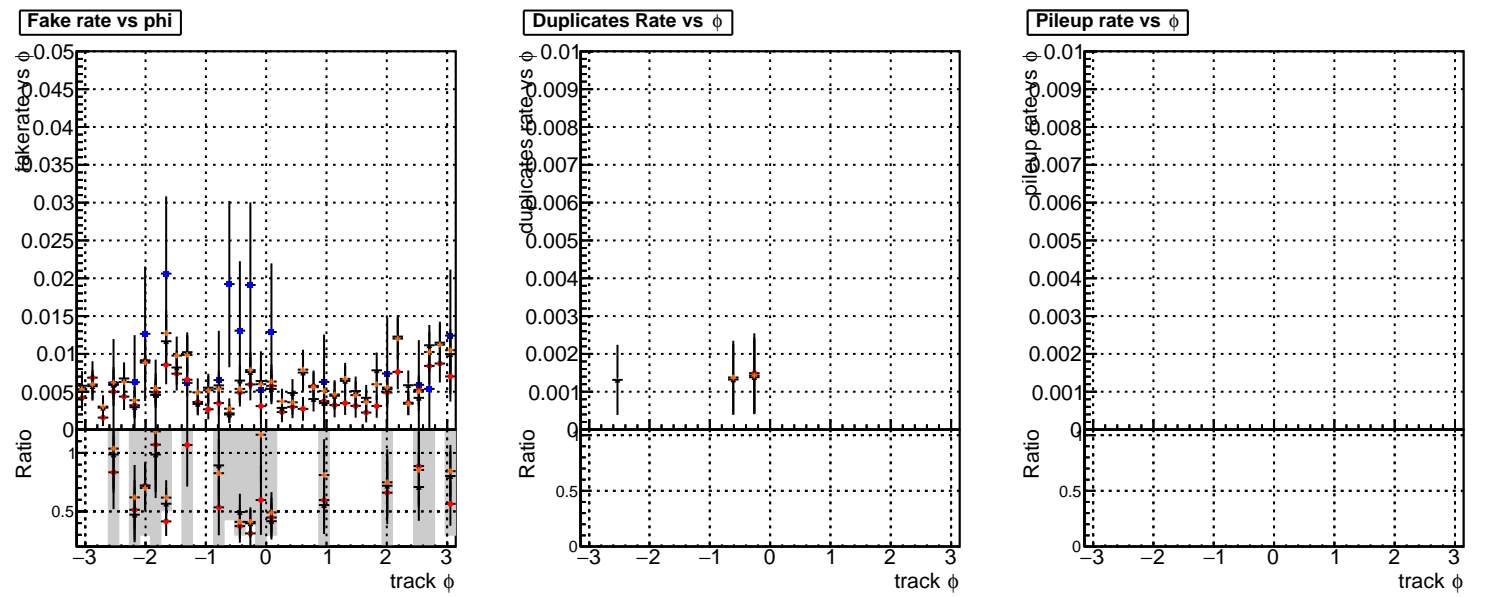 Fake rate vs phi
fakerate vs ϕ
0.05
0.045
0.04
0.035
0.03
0.025
0.02
0.015
0.01
0.005
0
Ratio
1
0.5
−3 −2 −1 0 1 2 3
track ϕ
Duplicates Rate vs ϕ
duplicates rate vs ϕ
0.01
0.009
0.008
0.007
0.006
0.005
0.004
0.003
0.002
0.001
0
Ratio
0.5
0
−3 −2 −1 0 1 2 3
track ϕ
Pileup rate vs ϕ
pileup rate vs ϕ
0.01
0.009
0.008
0.007
0.006
0.005
0.004
0.003
0.002
0.001
0
Ratio
0.5
0
−3 −2 −1 0 1 2 3
track ϕ